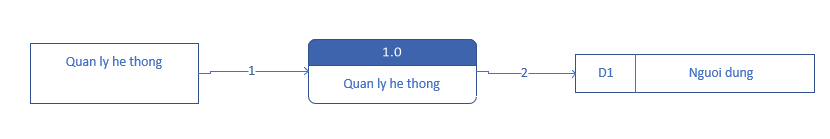 Quan ly he thong
1
1.0
Quan ly he thong
2
D1
Nguoi dung